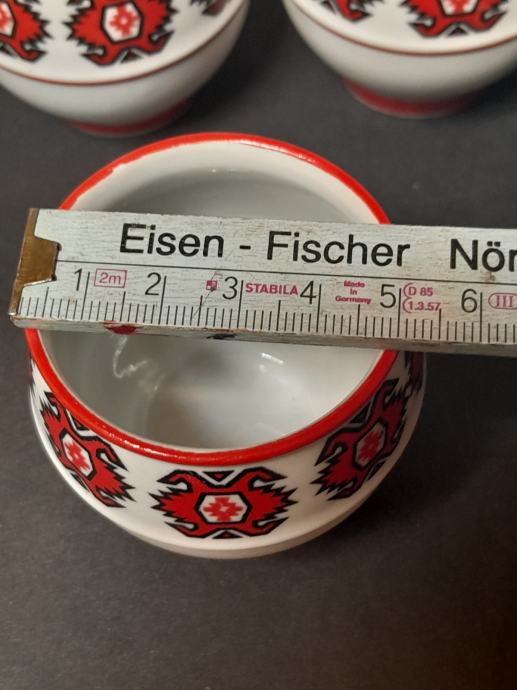 Eisen - Fischer Nör
1 2m 2 3 STABILA 4 Made in Germany 5 D 85 1.3.57 6 III